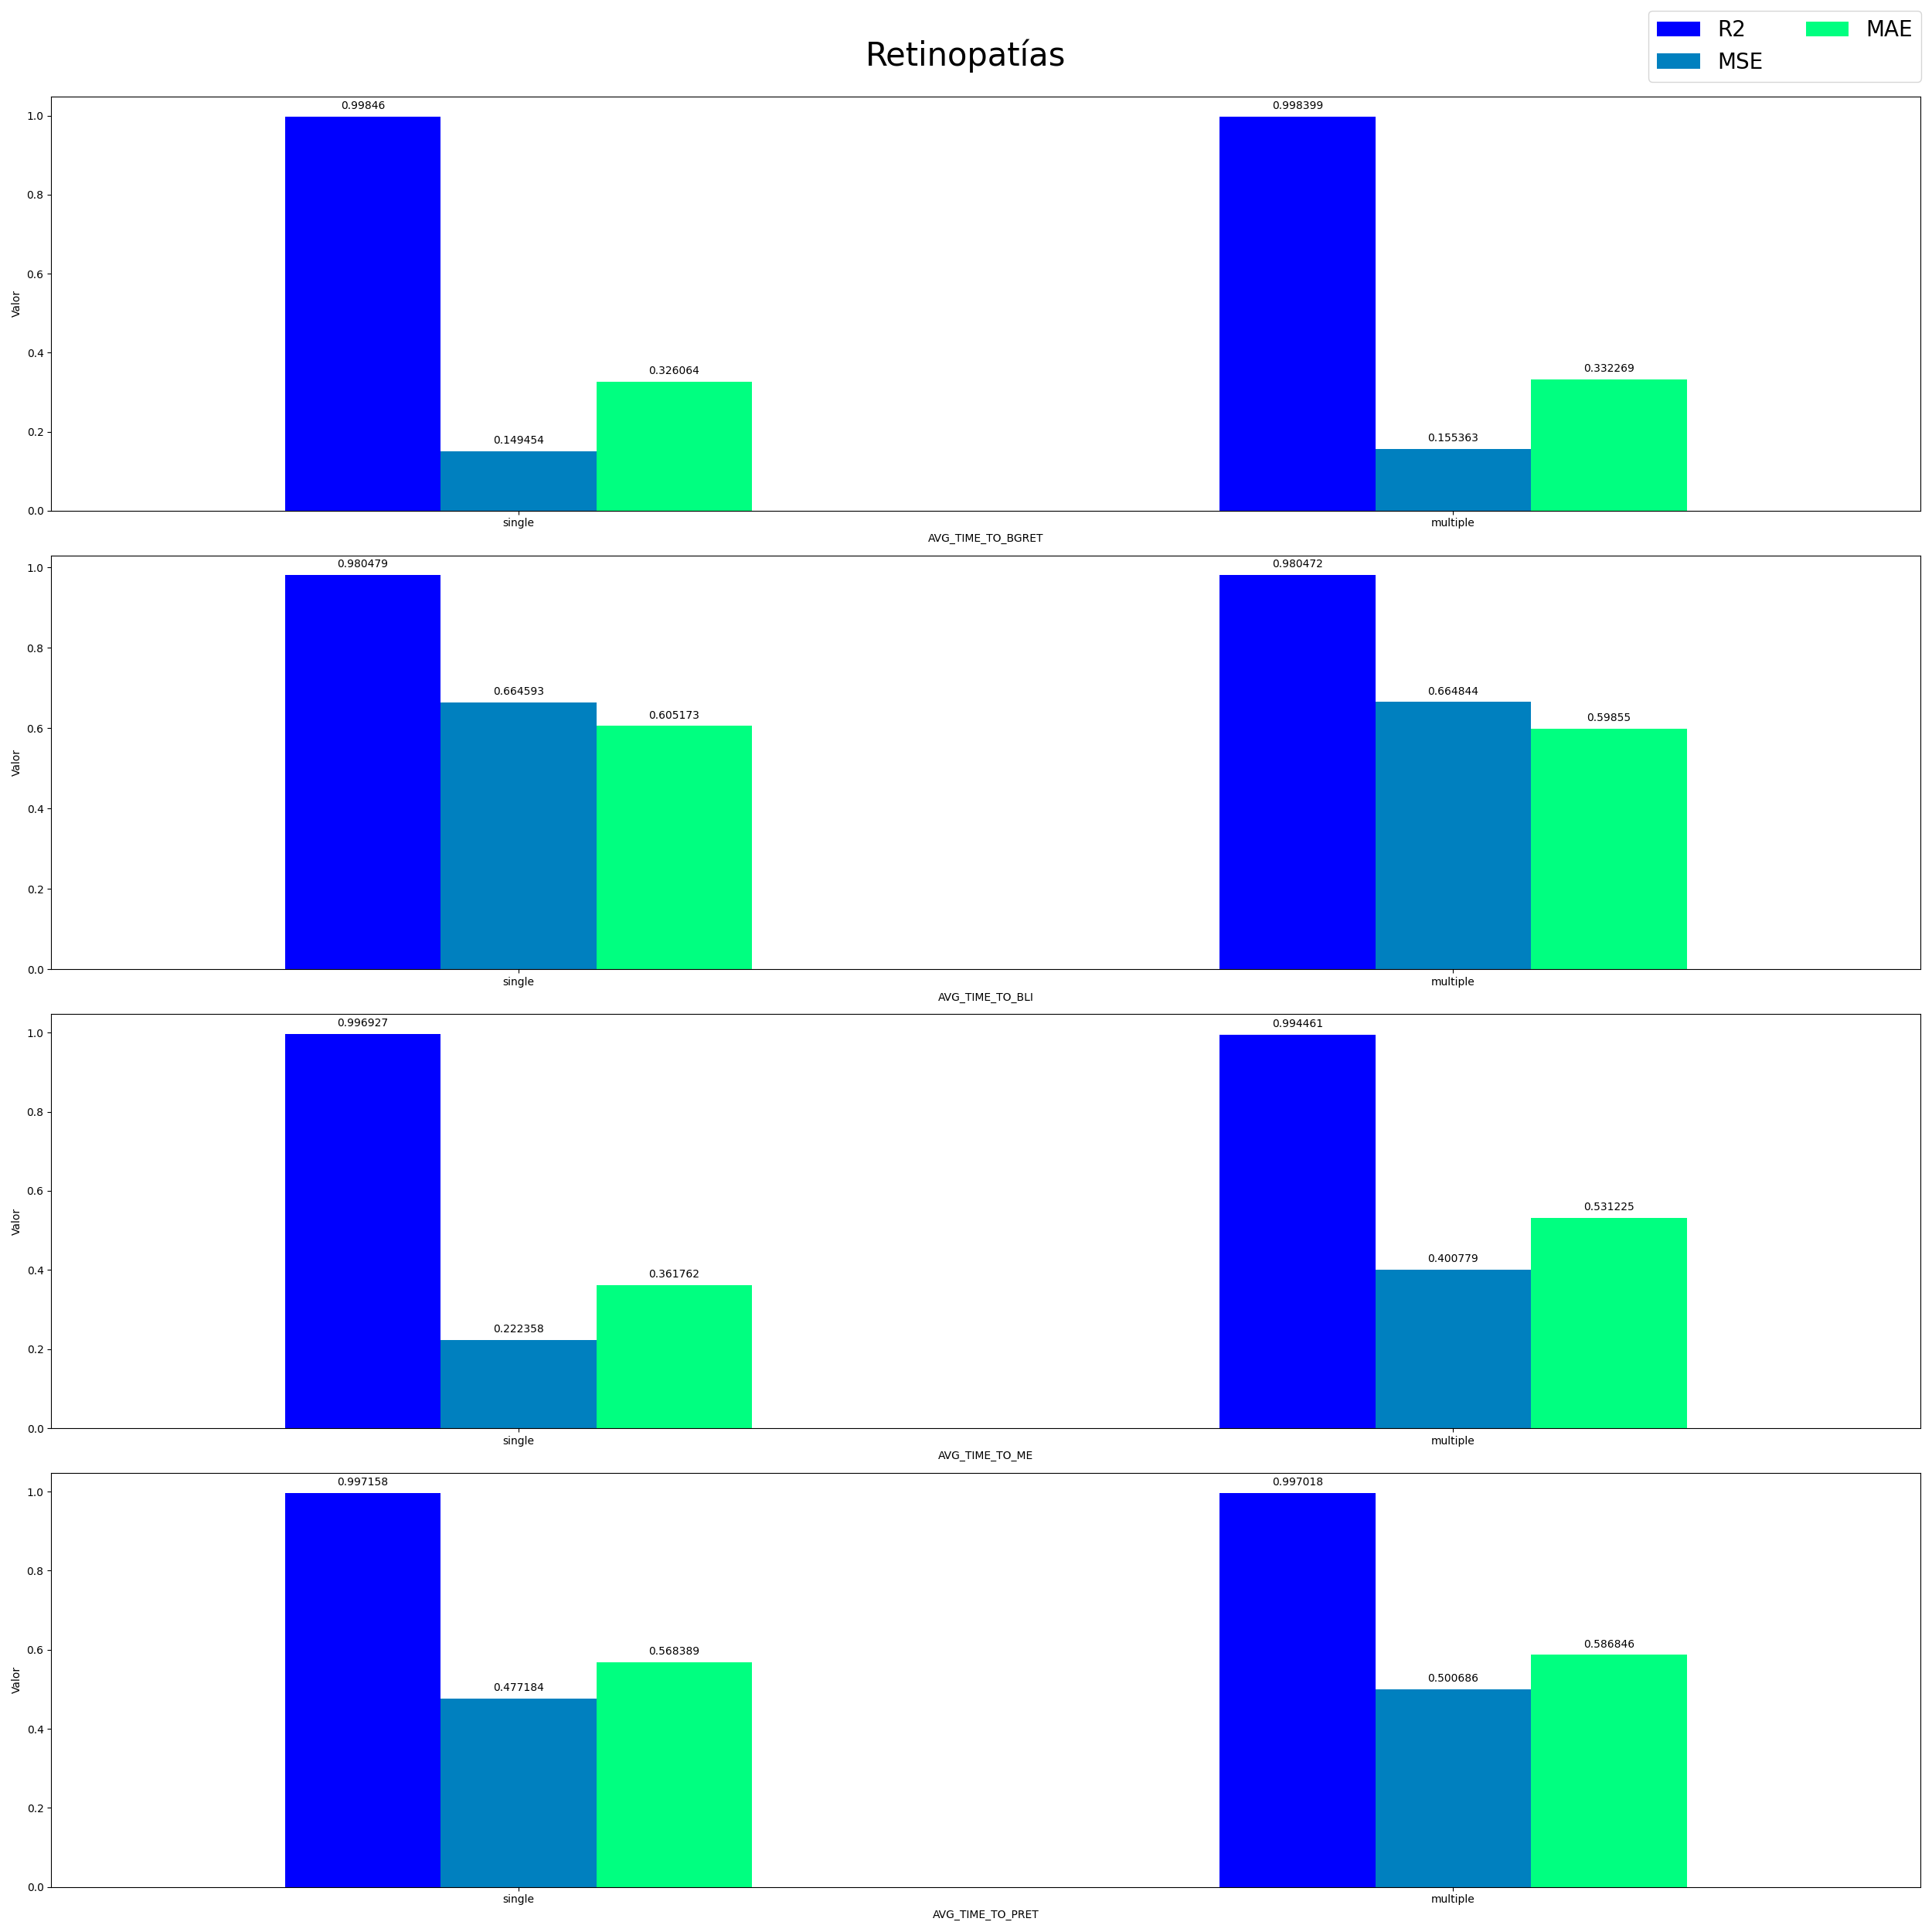 Retinopatías
R2 MAE
MSE
0.99846 0.998399
1.0
0.8
0.6
Valor
0.4
0.326064 0.332269
0.2
0.149454 0.155363
0.0
single multiple
AVG_TIME_TO_BGRET
0.980479 0.980472
1.0
0.8
0.664593 0.664844
0.605173 0.59855
0.6
Valor
0.4
0.2
0.0
single multiple
AVG_TIME_TO_BLI
0.996927 0.994461
1.0
0.8
0.6
0.531225
Valor
0.4
0.400779
0.361762
0.222358
0.2
0.0
single multiple
AVG_TIME_TO_ME
0.997158 0.997018
1.0
0.8
0.6
0.568389 0.586846
Valor
0.477184 0.500686
0.4
0.2
0.0
single multiple
AVG_TIME_TO_PRET